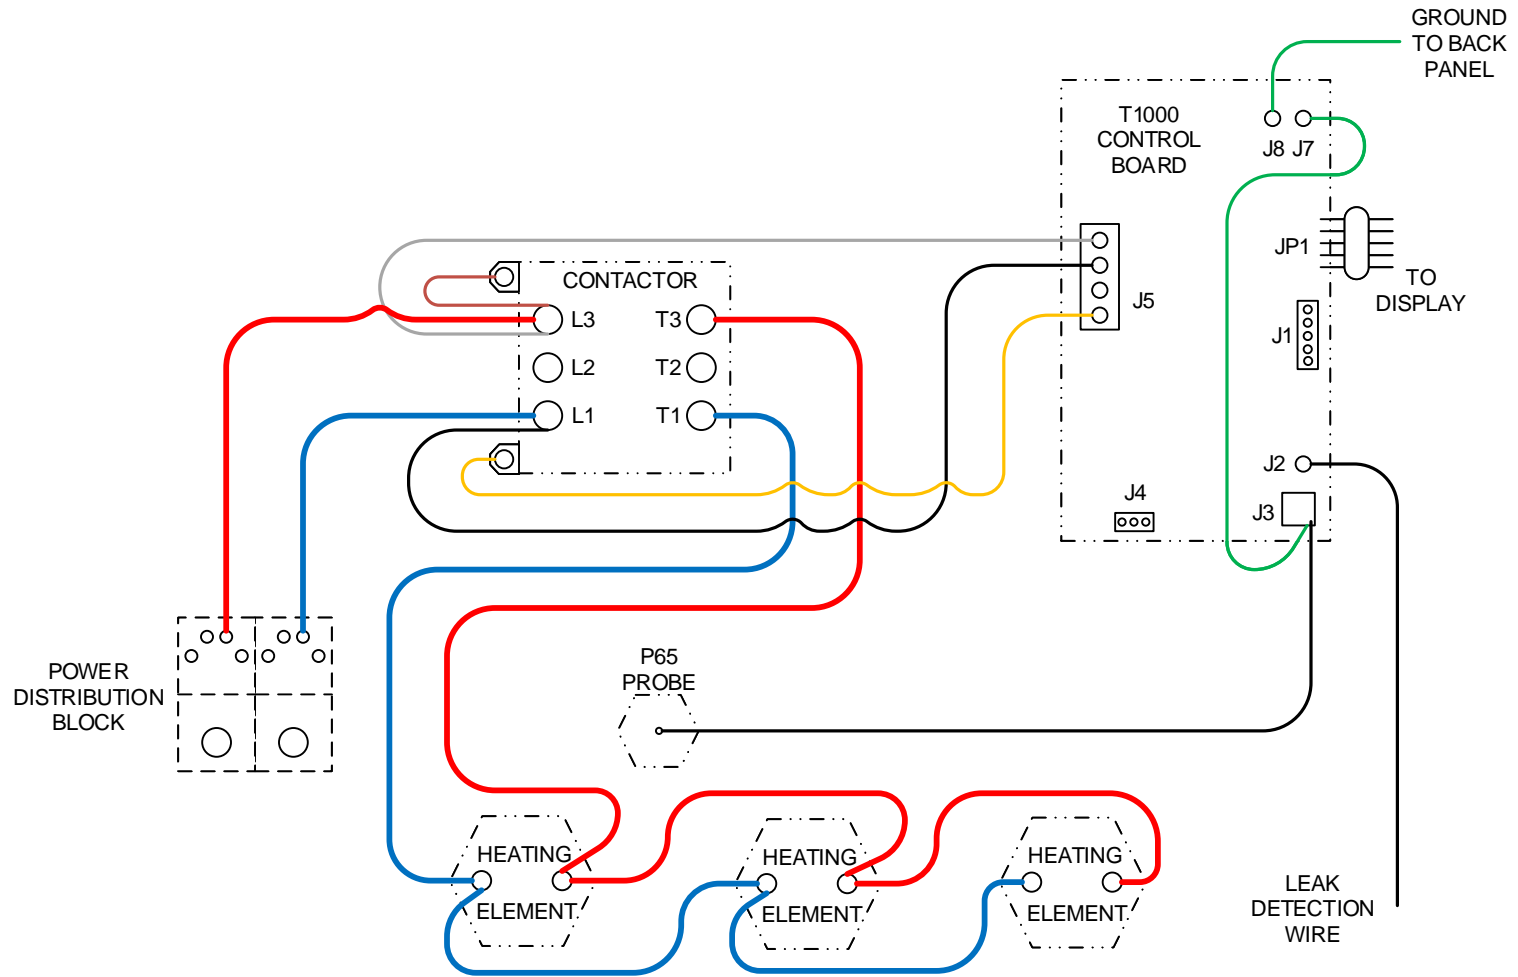 GROUND
TO BACK
PANEL
T1000
CONTROL
BOARD
J8 J7
JP1
TO
DISPLAY
J5
J1
CONTACTOR
L3
T3
L2
T2
L1
T1
J2
J4
J3
P65
PROBE
POWER
DISTRIBUTION
BLOCK
HEATING
ELEMENT
HEATING
ELEMENT
HEATING
ELEMENT
LEAK
DETECTION
WIRE